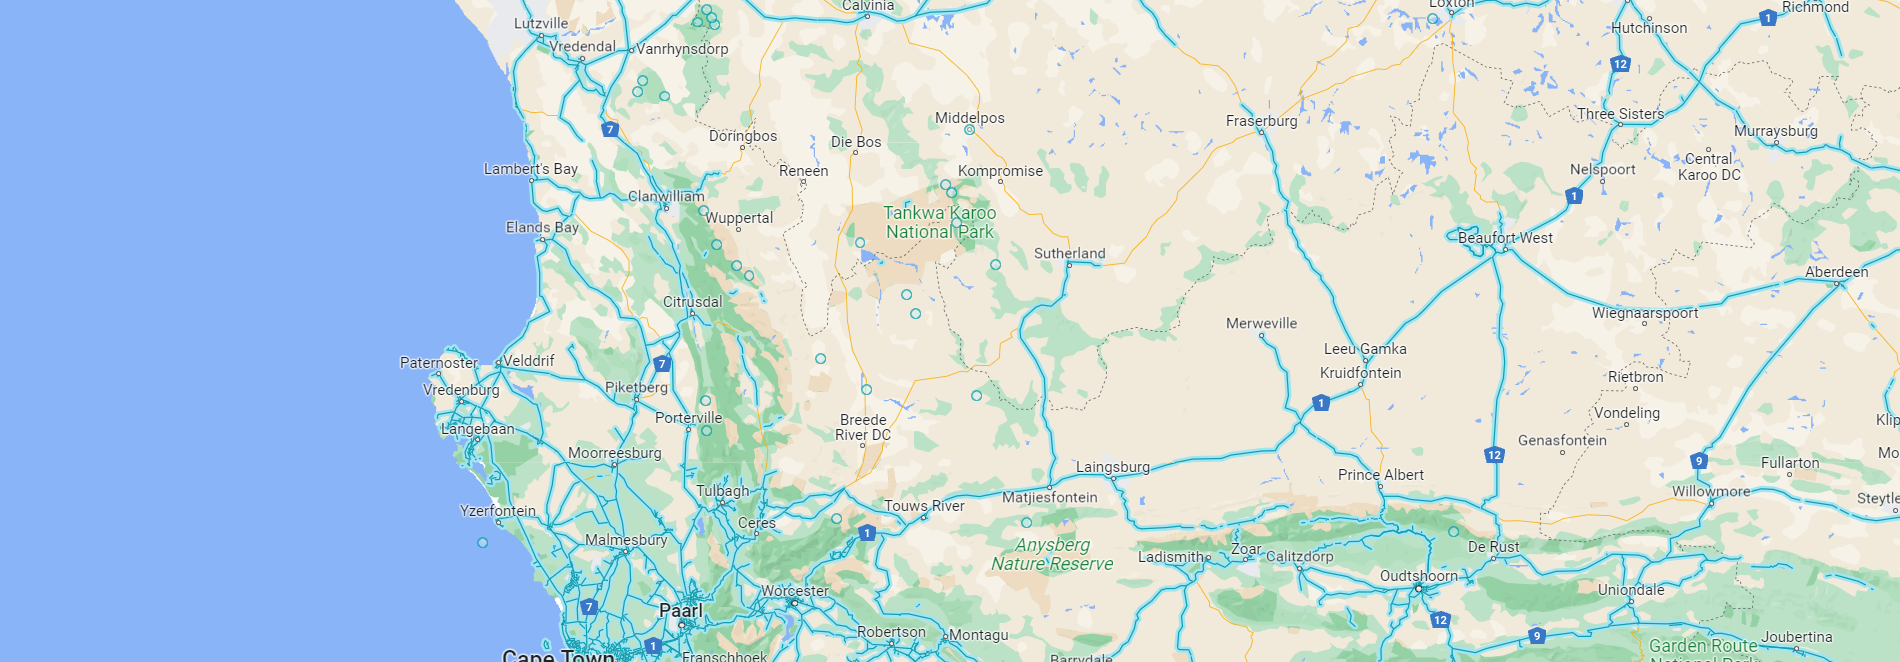 Calvinia
Loxton
Richmond
Lutzville
Hutchinson
1
Vredendal
Vanrhynsdorp
12
Middelpos
Fraserburg
Three Sisters
7
Doringbos
Die Bos
Murraysburg
Lambert's Bay
Reneen
Kompromise
Nelspoort
Central
Karoo DC
Clanwilliam
1
Wuppertal
Tankwa Karoo
National Park
Elands Bay
Beaufort West
Sutherland
Aberdeen
Citrusdal
Wiegnaarspoort
Merweville
Leeu Gamka
Paternoster
Velddrif
7
Kruidfontein
Rietbron
Vredenburg
Piketberg
1
Vondeling
Porterville
Breede
River DC
Klip
Langebaan
Genasfontein
Moorreesburg
12
9
Mo
Laingsburg
Fullarton
Prince Albert
Tulbagh
Matjiesfontein
Willowmore
Steytle
Yzerfontein
Touws River
Ceres
1
Malmesbury
Anysberg
Nature Reserve
Ladismith
Zoar
Calitzdorp
De Rust
Oudtshoorn
Worcester
Uniondale
7
Paarl
12
Robertson
Montagu
9
Joubertina
1
Garden Route
National Park
Cape Town
Franschhoek
Barrydale